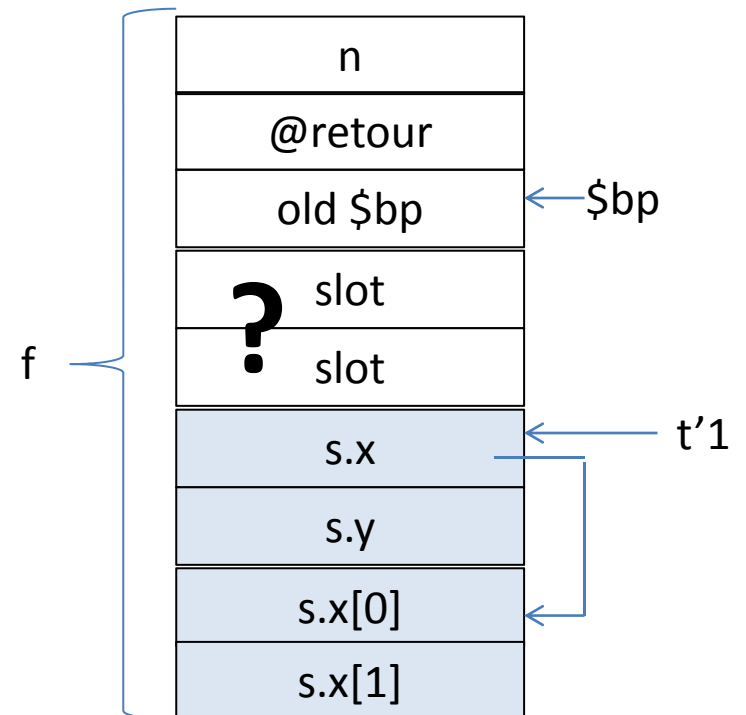 n
@retour
old $bp
$bp
? slot
slot
f
s.x
t’1
s.y
s.x[0]
s.x[1]